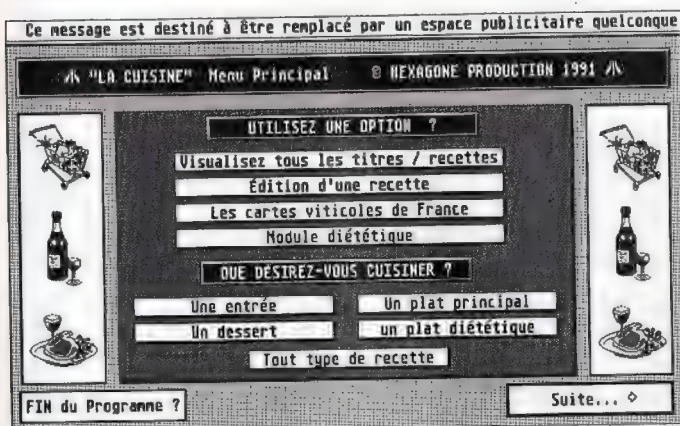 Ce message est destiné à être remplacé par un espace publicitaire quelconque
"LA CUISINE" Menu Principal © HEXAGONE PRODUCTION 1991
UTILISEZ UNE OPTION ?
Visualisez tous les titres / recettes
Édition d'une recette
Les cartes viticoles de France
Module diététique
QUE DESIREZ-VOUS CUISINER ?
Une entrée Un plat principal
Un dessert un plat diététique
Tout type de recette
FIN du Programme ? Suite... ◊